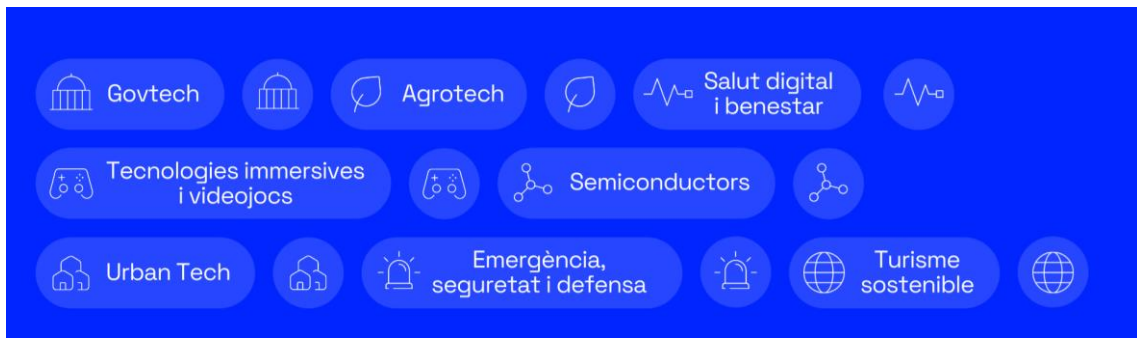 Govtech
Agrotech
Salut digital
i benestar
Tecnologies immersives
i videojocs
Semiconductors
Urban Tech
Emergència,
seguretat i defensa
Turisme
sostenible